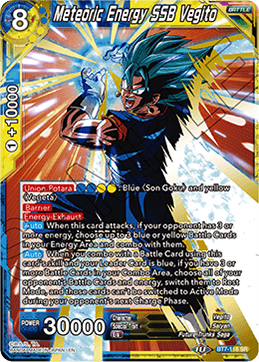 8
Meteoric Energy SSB Vegito
BATTLE
1 +10000
Union Potara : Blue ‹Son Goku› and yellow
‹Vegeta›
Barrier
Energy-Exhaust
Auto When this card attacks, if your opponent has 3 or
more energy, choose up to 3 blue or yellow Battle Cards
in your Energy Area and combo with them.
Auto When you combo with a Battle Card using this
card's skill and your Leader Card is blue, if you have 3 or
more Battle Cards in your Combo Area, choose all of your
opponent's Battle Cards and energy, switch them to Rest
Mode, and those cards can't be switched to Active Mode
during your opponent's next Charge Phase.
POWER
30000
Character
Vegito
Special Trait
Saiyan
Era
Future Trunks Saga
BT7-118 SR